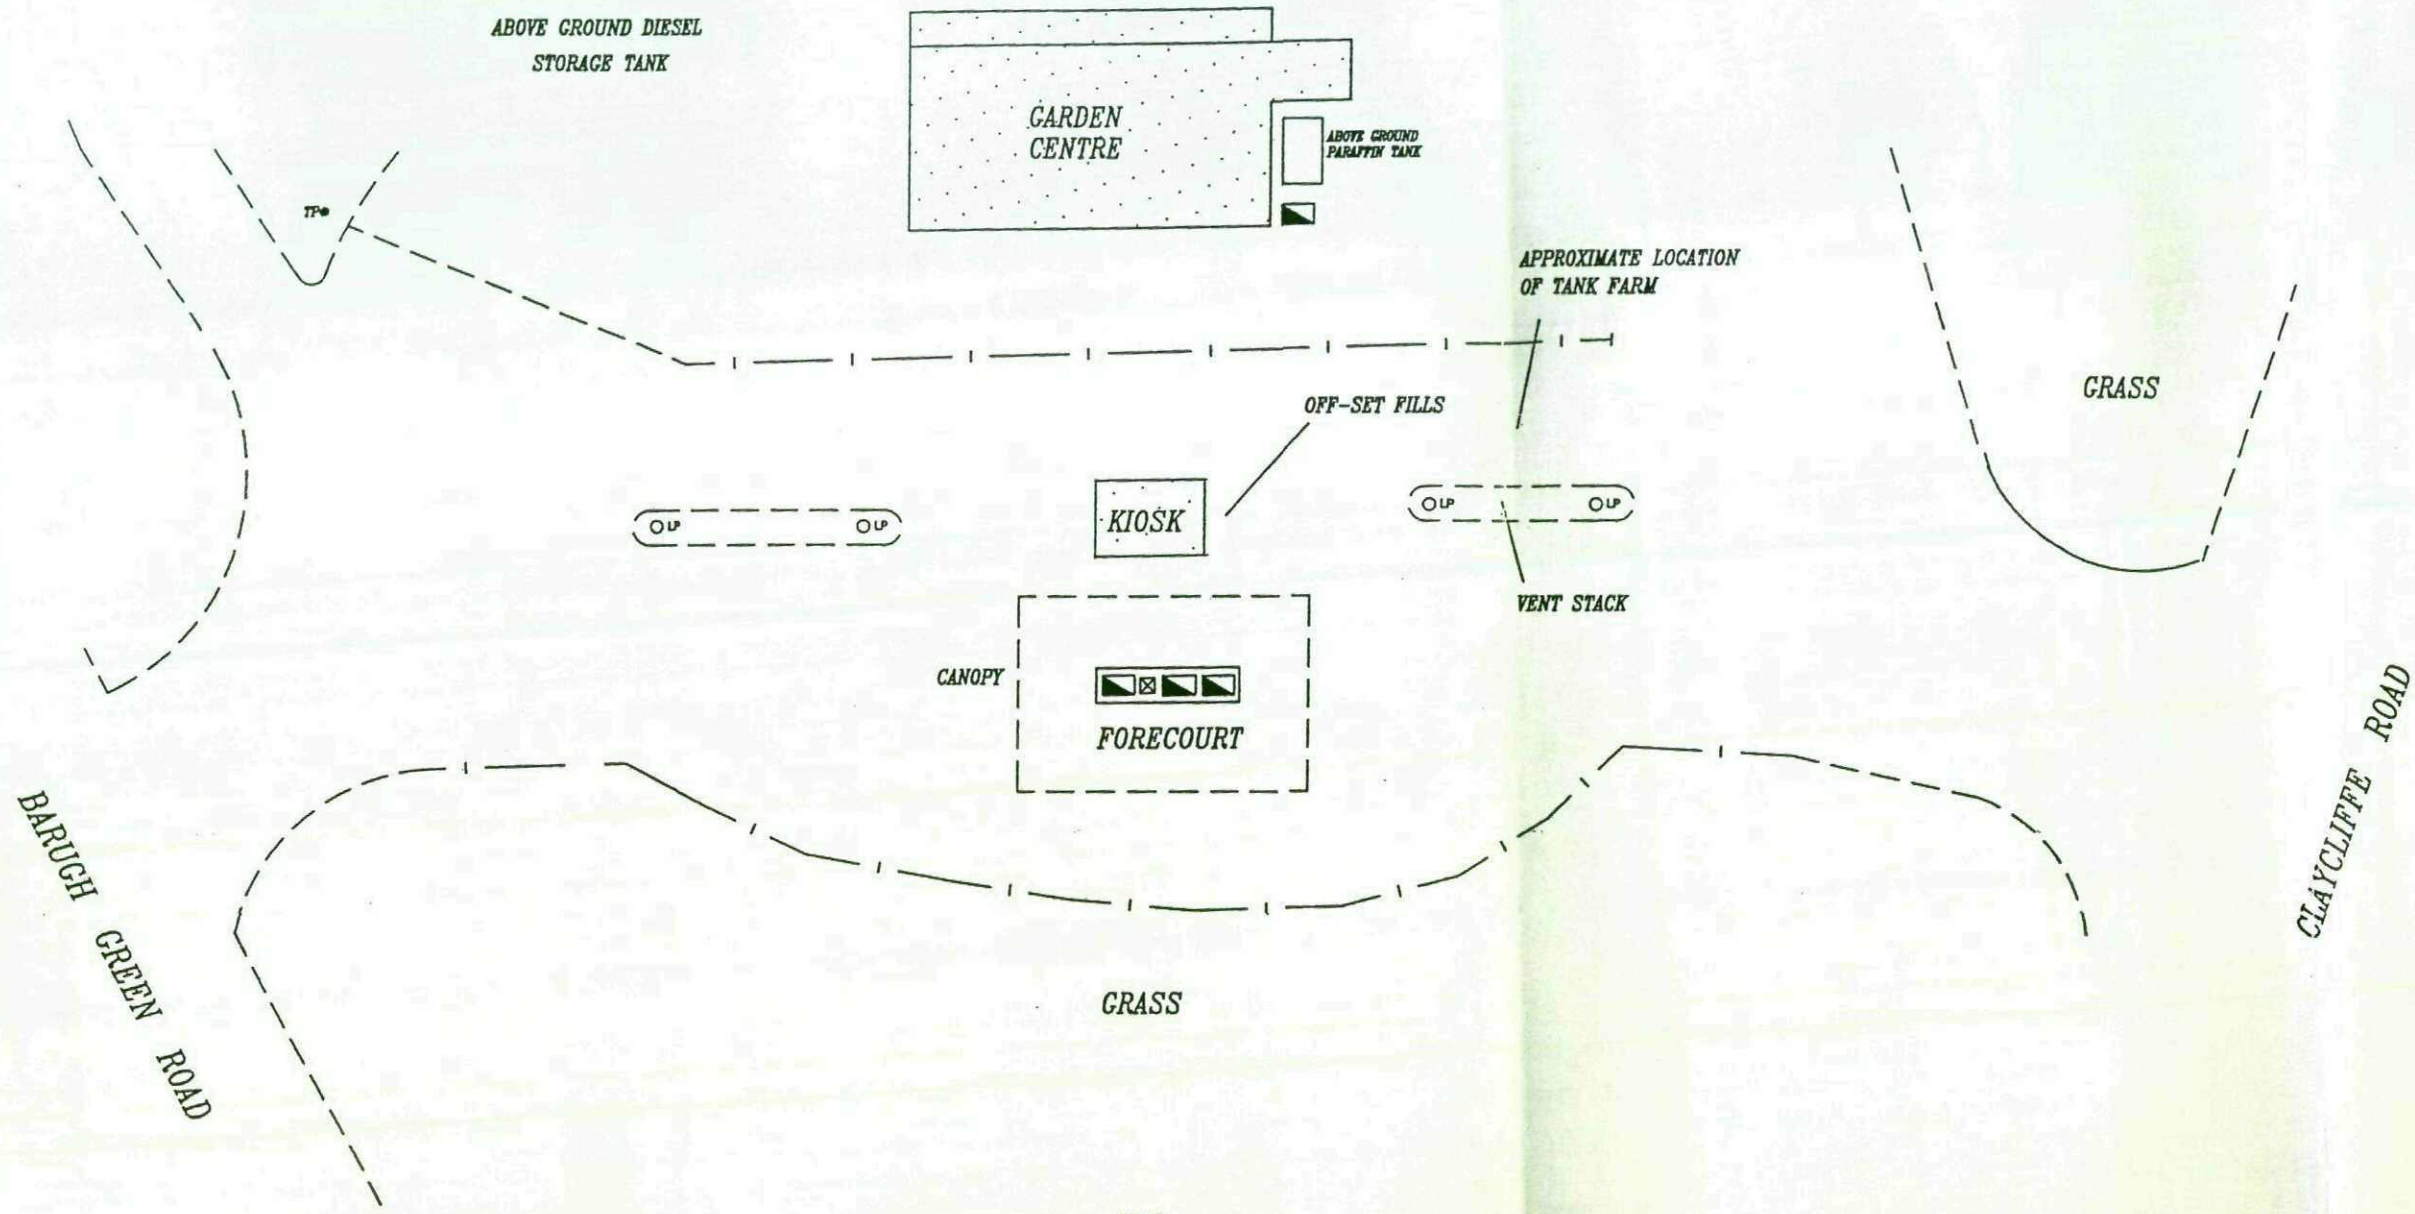 ABOVE GROUND DIESEL
STORAGE TANK
GARDEN
CENTRE
ABOVE GROUND
PARAFFIN TANK
TP
APPROXIMATE LOCATION
OF TANK FARM
GRASS
OFF-SET FILLS
LP
LP
KIOSK
LP
LP
VENT STACK
CANOPY
FORECOURT
BARUGH GREEN ROAD
CLAYCLIFFE ROAD
GRASS